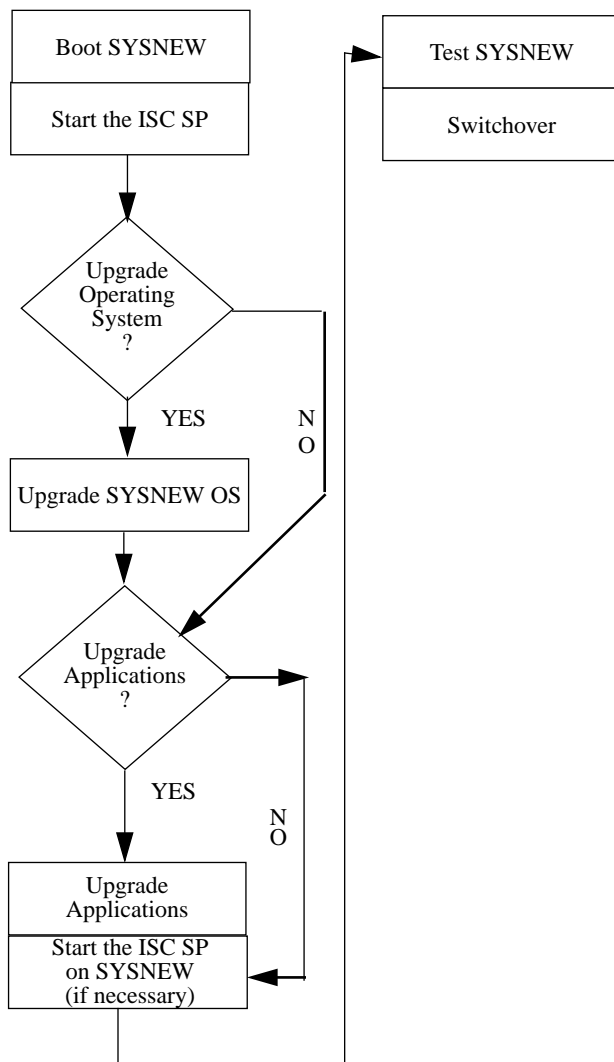 Boot SYSNEW
Start the ISC SP
Upgrade
Operating
System
?
YES
N
O
Upgrade SYSNEW OS
Upgrade
Applications
?
YES
N
O
Upgrade
Applications
Start the ISC SP
on SYSNEW
(if necessary)
Test SYSNEW
Switchover